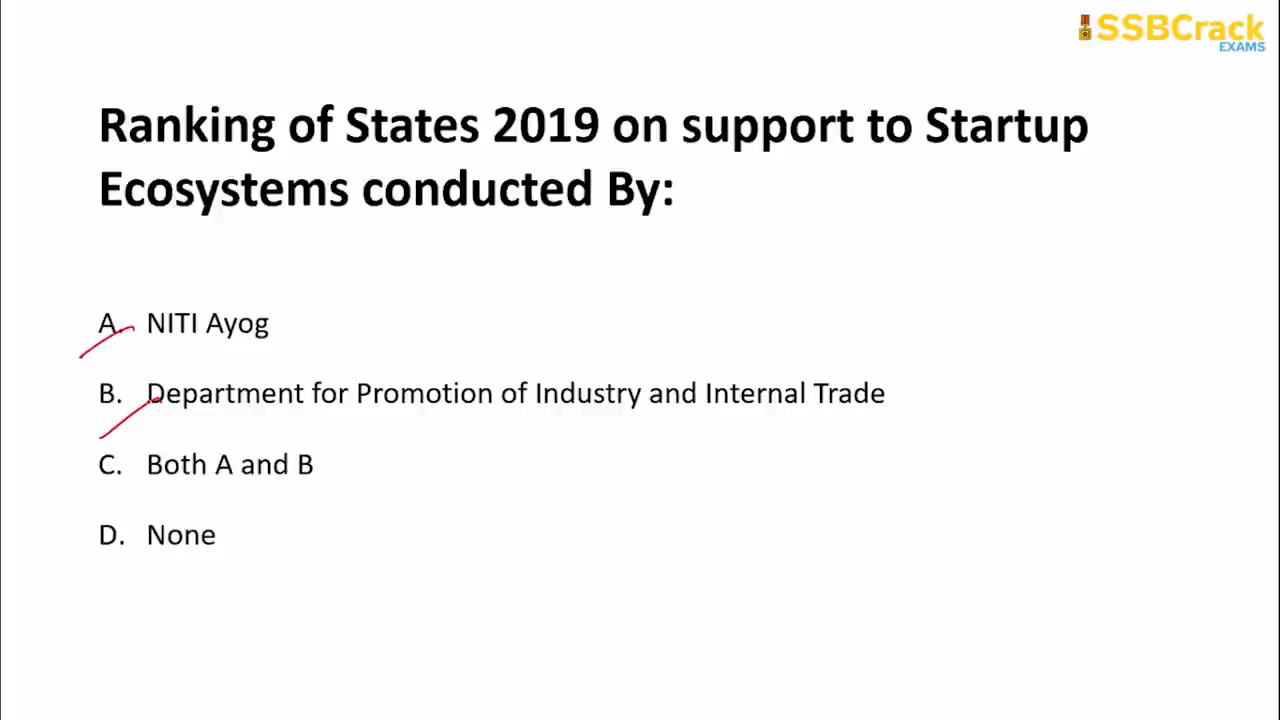 SSBCrack
EXAMS
Ranking of States 2019 on support to Startup
Ecosystems conducted By:
A. NITI Ayog
B. Department for Promotion of Industry and Internal Trade
C. Both A and B
D. None